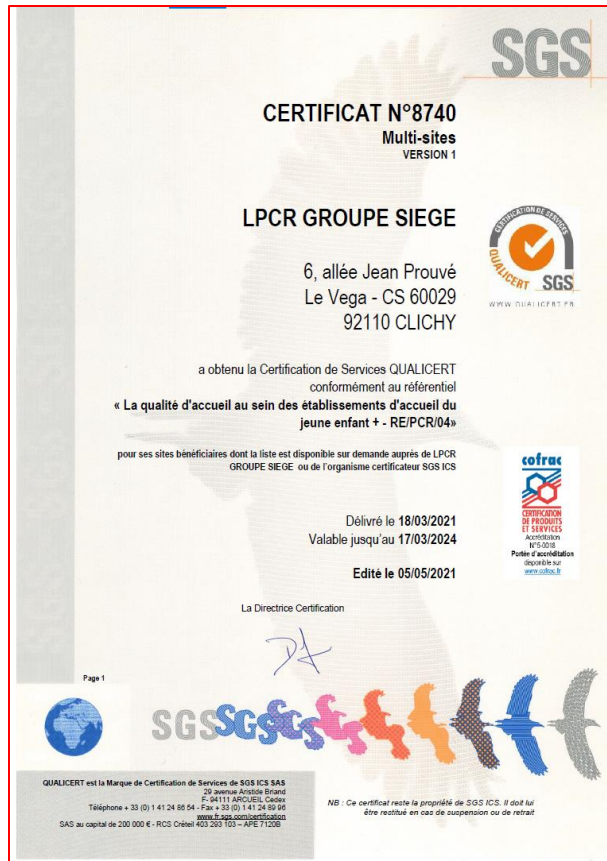 SGS
CERTIFICAT N°8740
Multi-sites
VERSION 1
LPCR GROUPE SIEGE
CERTIFICATION DE SERVICES
QUALICERT SGS
WWW.QUALICERT.FR
6, allée Jean Prouvé
Le Vega - CS 60029
92110 CLICHY
a obtenu la Certification de Services QUALICERT
conformément au référentiel
« La qualité d'accueil au sein des établissements d'accueil du
jeune enfant + - RE/PCR/04»
pour ses sites bénéficiaires dont la liste est disponible sur demande auprès de LPCR
GROUPE SIEGE ou de l'organisme certificateur SGS ICS
cofrac
CERTIFICATION
DE PRODUITS
ET SERVICES
Accréditation
N°5-0018
Portée d'accréditation
disponible sur
www.cofrac.fr
Délivré le 18/03/2021
Valable jusqu'au 17/03/2024
Edité le 05/05/2021
La Directrice Certification
Page 1
SGSSGSGSCS
QUALICERT est la Marque de Certification de Services de SGS ICS SAS
29 avenue Aristide Briand
F- 94111 ARCUEIL Cedex
Téléphone + 33 (0) 1 41 24 86 54 - Fax + 33 (0) 1 41 24 89 96
www.fr.sgs.com/certification
SAS au capital de 200 000 € - RCS Créteil 403 293 103 – APE 7120B
NB : Ce certificat reste la propriété de SGS ICS. Il doit lui
être restitué en cas de suspension ou de retrait